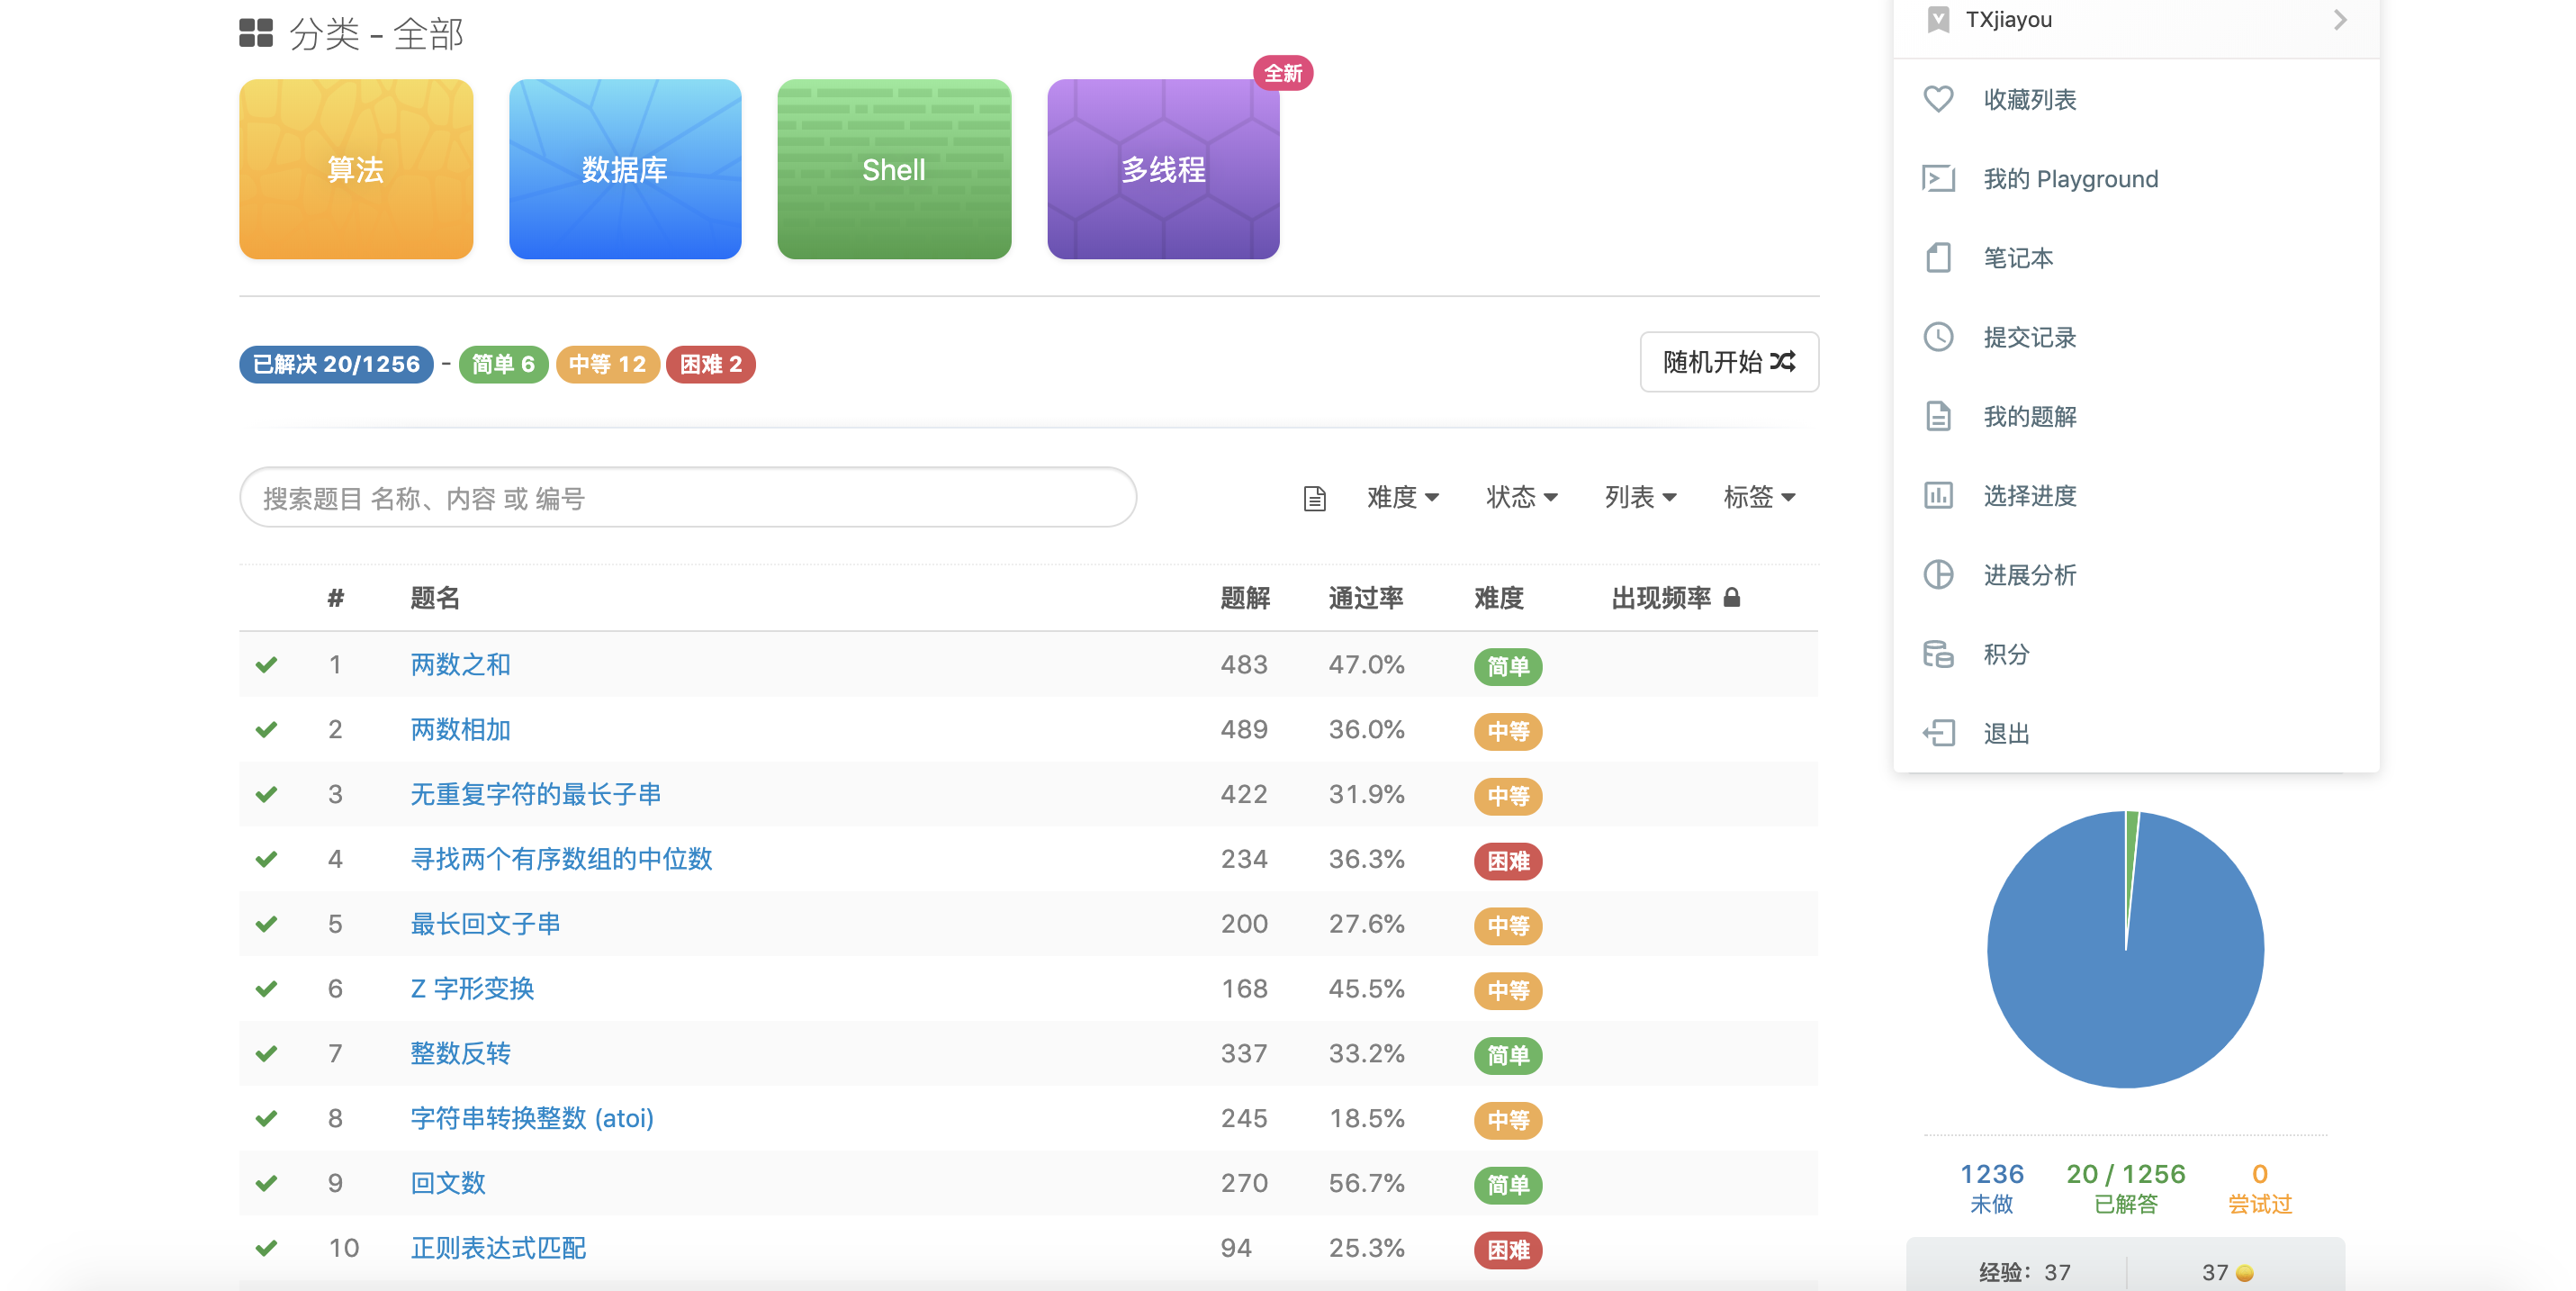 分类 - 全部
算法
数据库
Shell
多线程
全新
已解决 20/1256 - 简单 6 中等 12 困难 2
随机开始
搜索题目 名称、内容 或 编号
难度 状态 列表 标签
# 题名 题解 通过率 难度 出现频率
1 两数之和 483 47.0% 简单
2 两数相加 489 36.0% 中等
3 无重复字符的最长子串 422 31.9% 中等
4 寻找两个有序数组的中位数 234 36.3% 困难
5 最长回文子串 200 27.6% 中等
6 Z 字形变换 168 45.5% 中等
7 整数反转 337 33.2% 简单
8 字符串转换整数 (atoi) 245 18.5% 中等
9 回文数 270 56.7% 简单
10 正则表达式匹配 94 25.3% 困难
TXjiayou
收藏列表
我的 Playground
笔记本
提交记录
我的题解
选择进度
进展分析
积分
退出
1236 20 / 1256 0
未做 已解答 尝试过
经验：37 37